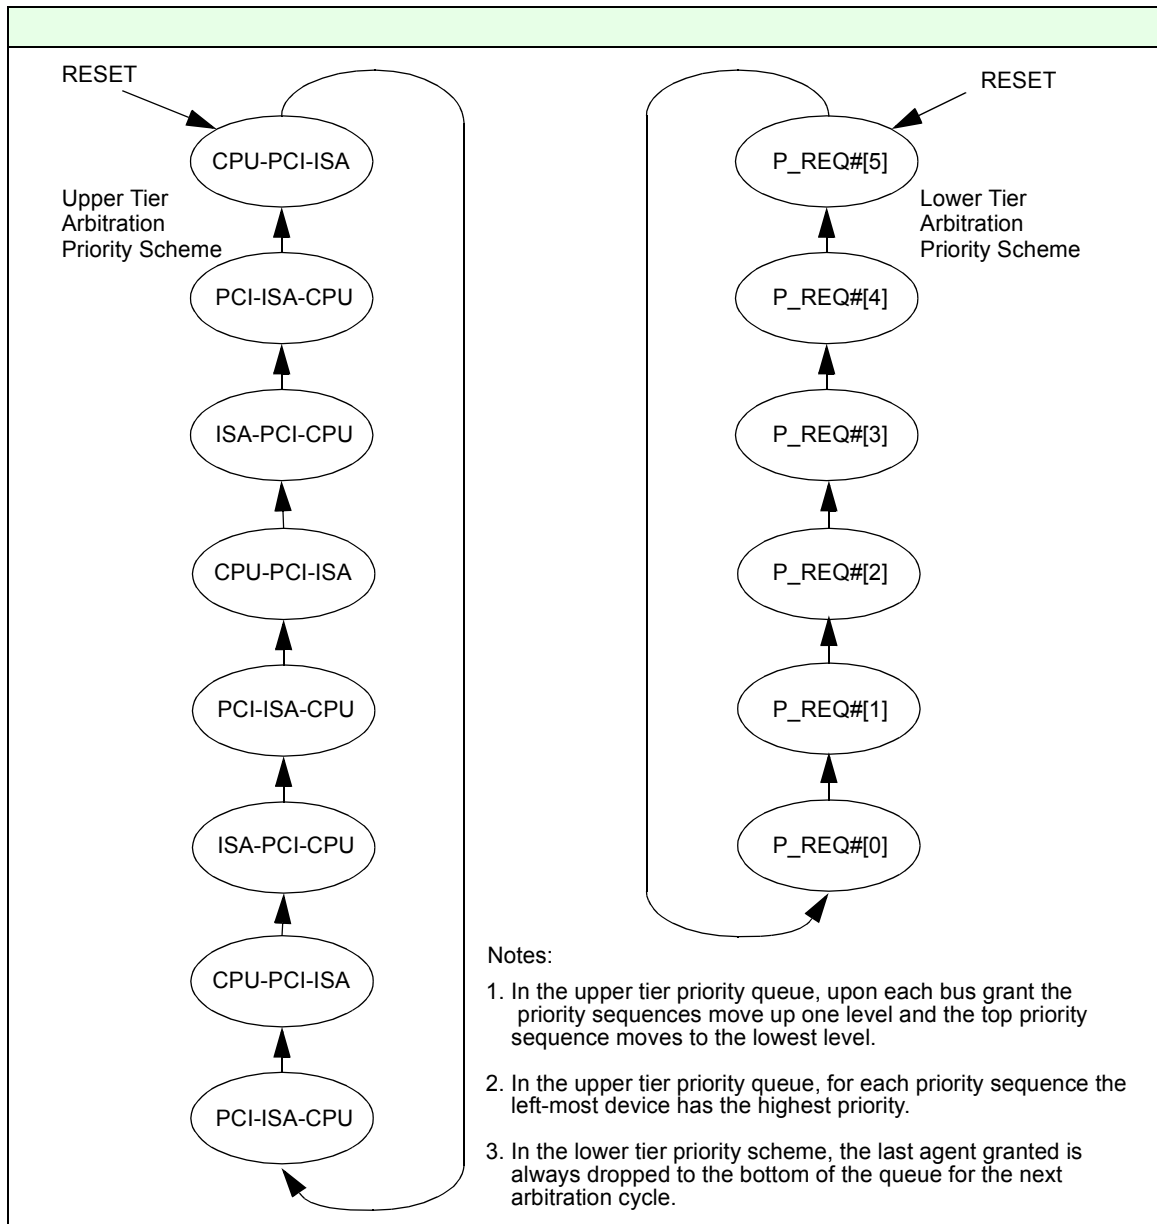 RESET
CPU-PCI-ISA
Upper Tier
Arbitration
Priority Scheme
PCI-ISA-CPU
ISA-PCI-CPU
CPU-PCI-ISA
PCI-ISA-CPU
ISA-PCI-CPU
CPU-PCI-ISA
PCI-ISA-CPU
RESET
P_REQ#[5]
Lower Tier
Arbitration
Priority Scheme
P_REQ#[4]
P_REQ#[3]
P_REQ#[2]
P_REQ#[1]
P_REQ#[0]
Notes:
1. In the upper tier priority queue, upon each bus grant the
priority sequences move up one level and the top priority
sequence moves to the lowest level.
2. In the upper tier priority queue, for each priority sequence the
left-most device has the highest priority.
3. In the lower tier priority scheme, the last agent granted is
always dropped to the bottom of the queue for the next
arbitration cycle.